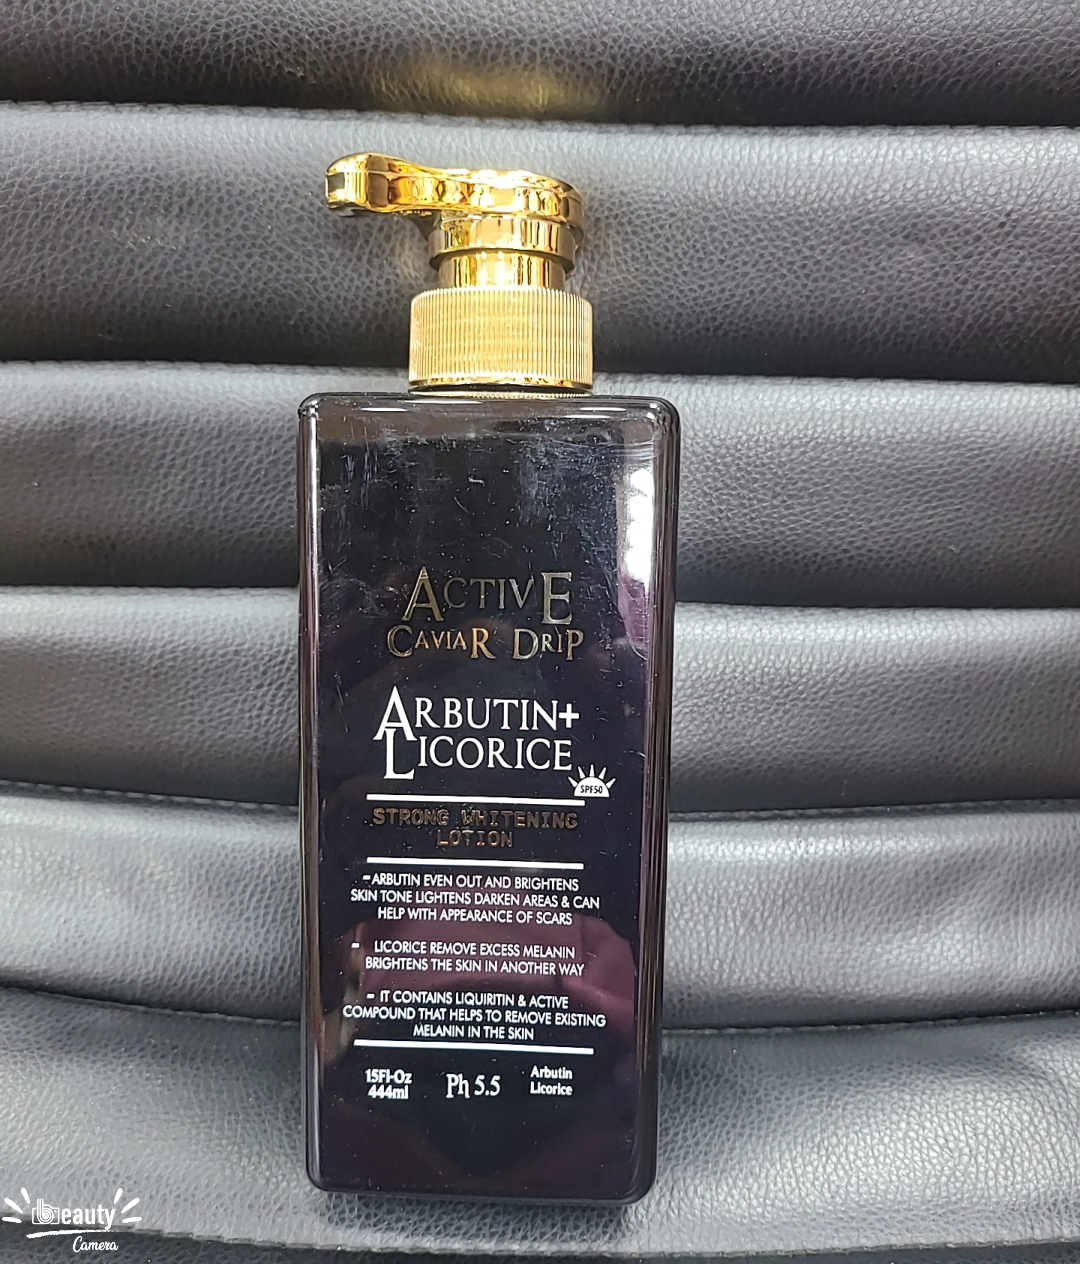 ACTIVE
CAVIAR DRIP
ARBUTIN+
LICORICE
SPF50
STRONG WHITENING
LOTION
- ARBUTIN EVEN OUT AND BRIGHTENS
SKIN TONE LIGHTENS DARKEN AREAS & CAN
HELP WITH APPEARANCE OF SCARS
- LICORICE REMOVE EXCESS MELANIN
BRIGHTENS THE SKIN IN ANOTHER WAY
- IT CONTAINS LIQUIRITIN & ACTIVE
COMPOUND THAT HELPS TO REMOVE EXISTING
MELANIN IN THE SKIN
15Fl-Oz
444ml
Ph 5.5
Arbutin
Licorice
beauty
Camera